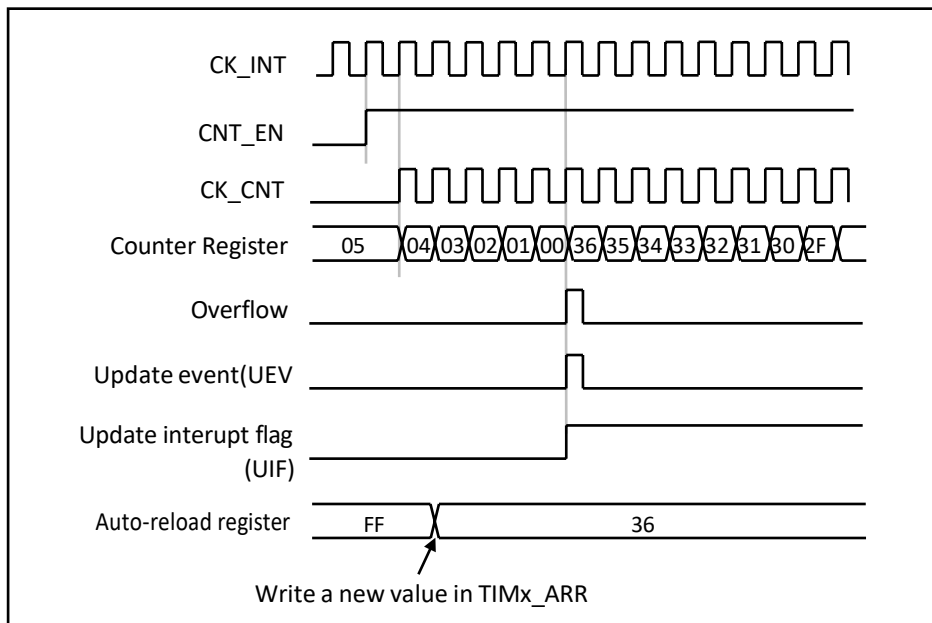 CK_INT
CNT_EN
CK_CNT
Counter Register 05 04 03 02 01 00 36 35 34 33 32 31 30 2F
Overflow
Update event(UEV
Update interupt flag
(UIF)
Auto-reload register FF 36
Write a new value in TIMx_ARR